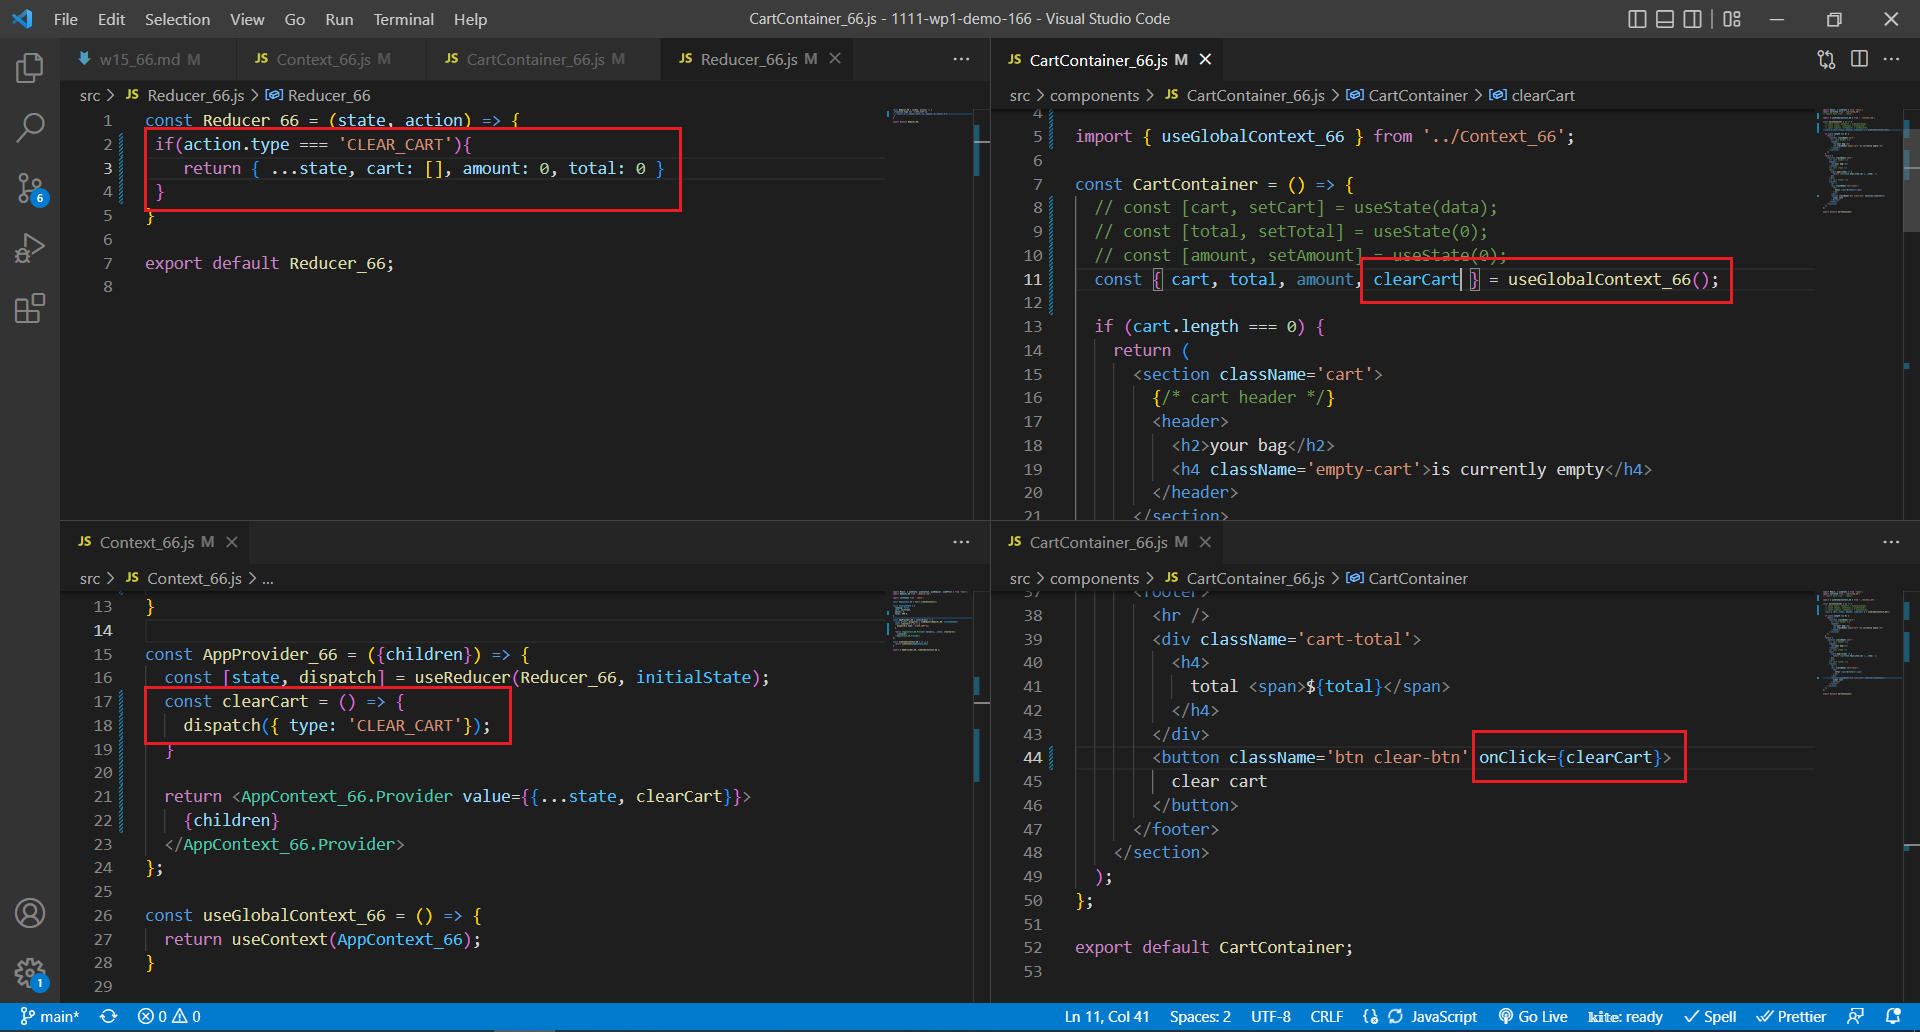 File Edit Selection View Go Run Terminal Help
CartContainer_66.js - 1111-wp1-demo-166 - Visual Studio Code
w15_66.md M
JS Context_66.js M
JS CartContainer_66.js M
JS Reducer_66.js M
src > JS Reducer_66.js > Reducer_66
1 const Reducer_66 = (state, action) => {
2 if(action.type === 'CLEAR_CART'){
3 return { ...state, cart: [], amount: 0, total: 0 }
4 }
5 }
6
7 export default Reducer_66;
8
JS CartContainer_66.js M
src > components > JS CartContainer_66.js > CartContainer > clearCart
4
5 import { useGlobalContext_66 } from '../Context_66';
6
7 const CartContainer = () => {
8 // const [cart, setCart] = useState(data);
9 // const [total, setTotal] = useState(0);
10 // const [amount, setAmount] = useState(0);
11 const { cart, total, amount, clearCart } = useGlobalContext_66();
12
13 if (cart.length === 0) {
14 return (
15 <section className='cart'>
16 {/* cart header */}
17 <header>
18 <h2>your bag</h2>
19 <h4 className='empty-cart'>is currently empty</h4>
20 </header>
21 </section>
JS Context_66.js M
src > JS Context_66.js > ...
13 }
14
15 const AppProvider_66 = ({children}) => {
16 const [state, dispatch] = useReducer(Reducer_66, initialState);
17 const clearCart = () => {
18 dispatch({ type: 'CLEAR_CART'});
19 }
20
21 return <AppContext_66.Provider value={{...state, clearCart}}>
22 {children}
23 </AppContext_66.Provider>
24 };
25
26 const useGlobalContext_66 = () => {
27 return useContext(AppContext_66);
28 }
29
JS CartContainer_66.js M
src > components > JS CartContainer_66.js > CartContainer
37 <footer>
38 <hr />
39 <div className='cart-total'>
40 <h4>
41 total <span>${total}</span>
42 </h4>
43 </div>
44 <button className='btn clear-btn' onClick={clearCart}>
45 clear cart
46 </button>
47 </footer>
48 </section>
49 );
50 };
51
52 export default CartContainer;
53
6
1
main* 0 0
Ln 11, Col 41 Spaces: 2 UTF-8 CRLF JavaScript Go Live kite: ready Spell Prettier